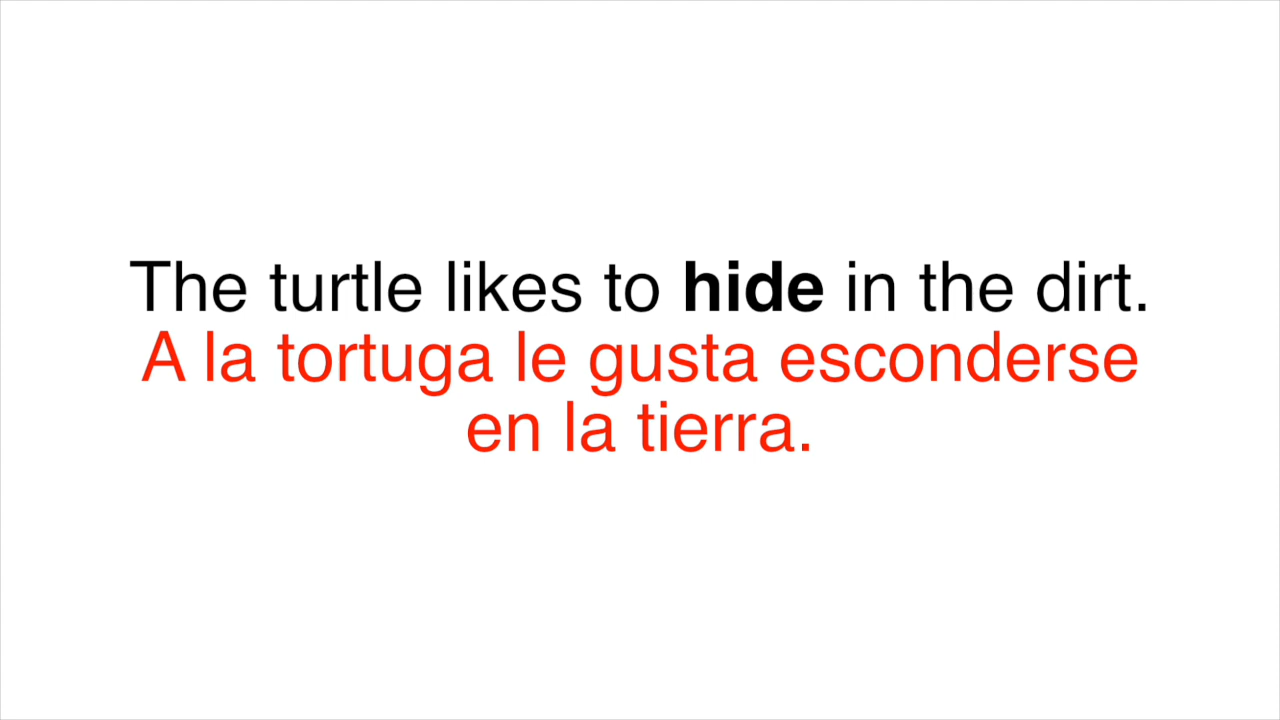 The turtle likes to hide in the dirt.
A la tortuga le gusta esconderse
en la tierra.